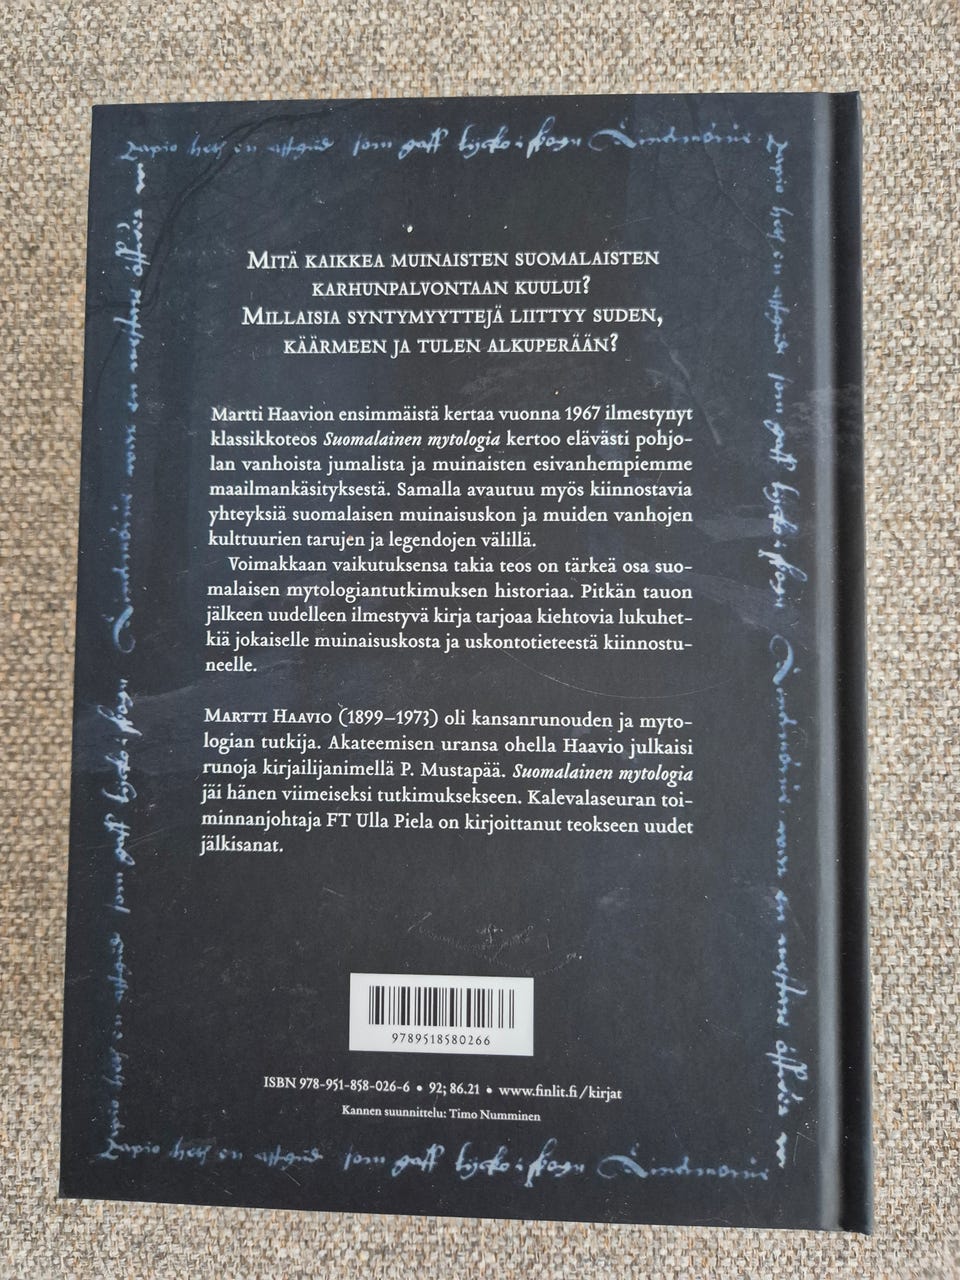 MITÄ KAIKKEA MUINAISTEN SUOMALAISTEN
KARHUNPALVONTAAN KUULUI?
MILLAISIA SYNTYMYYTTEJÄ LIITTYY SUDEN,
KÄÄRMEEN JA TULEN ALKUPERÄÄN?
Martti Haavion ensimmäistä kertaa vuonna 1967 ilmestynyt
klassikkoteos Suomalainen mytologia kertoo elävästi pohjo-
lan vanhoista jumalista ja muinaisten esivanhempiemme
maailmankäsityksestä. Samalla avautuu myös kiinnostavia
yhteyksiä suomalaisen muinaisuskon ja muiden vanhojen
kulttuurien tarujen ja legendojen välillä.
Voimakkaan vaikutuksensa takia teos on tärkeä osa suo-
malaisen mytologiantutkimuksen historiaa. Pitkän tauon
jälkeen uudelleen ilmestyvä kirja tarjoaa kiehtovia lukuhet-
kiä jokaiselle muinaisuskosta ja uskontotieteestä kiinnostu-
neelle.
MARTTI HAAVIO (1899–1973) oli kansanrunouden ja myto-
logian tutkija. Akateemisen uransa ohella Haavio julkaisi
runoja kirjailijanimellä P. Mustapää. Suomalainen mytologia
jäi hänen viimeiseksi tutkimuksekseen. Kalevalaseuran toi-
minnanjohtaja FT Ulla Piela on kirjoittanut teokseen uudet
jälkisanat.
9789518580266
ISBN 978-951-858-026-6 • 92; 86.21 • www.finlit.fi/kirjat
Kannen suunnittelu: Timo Numminen